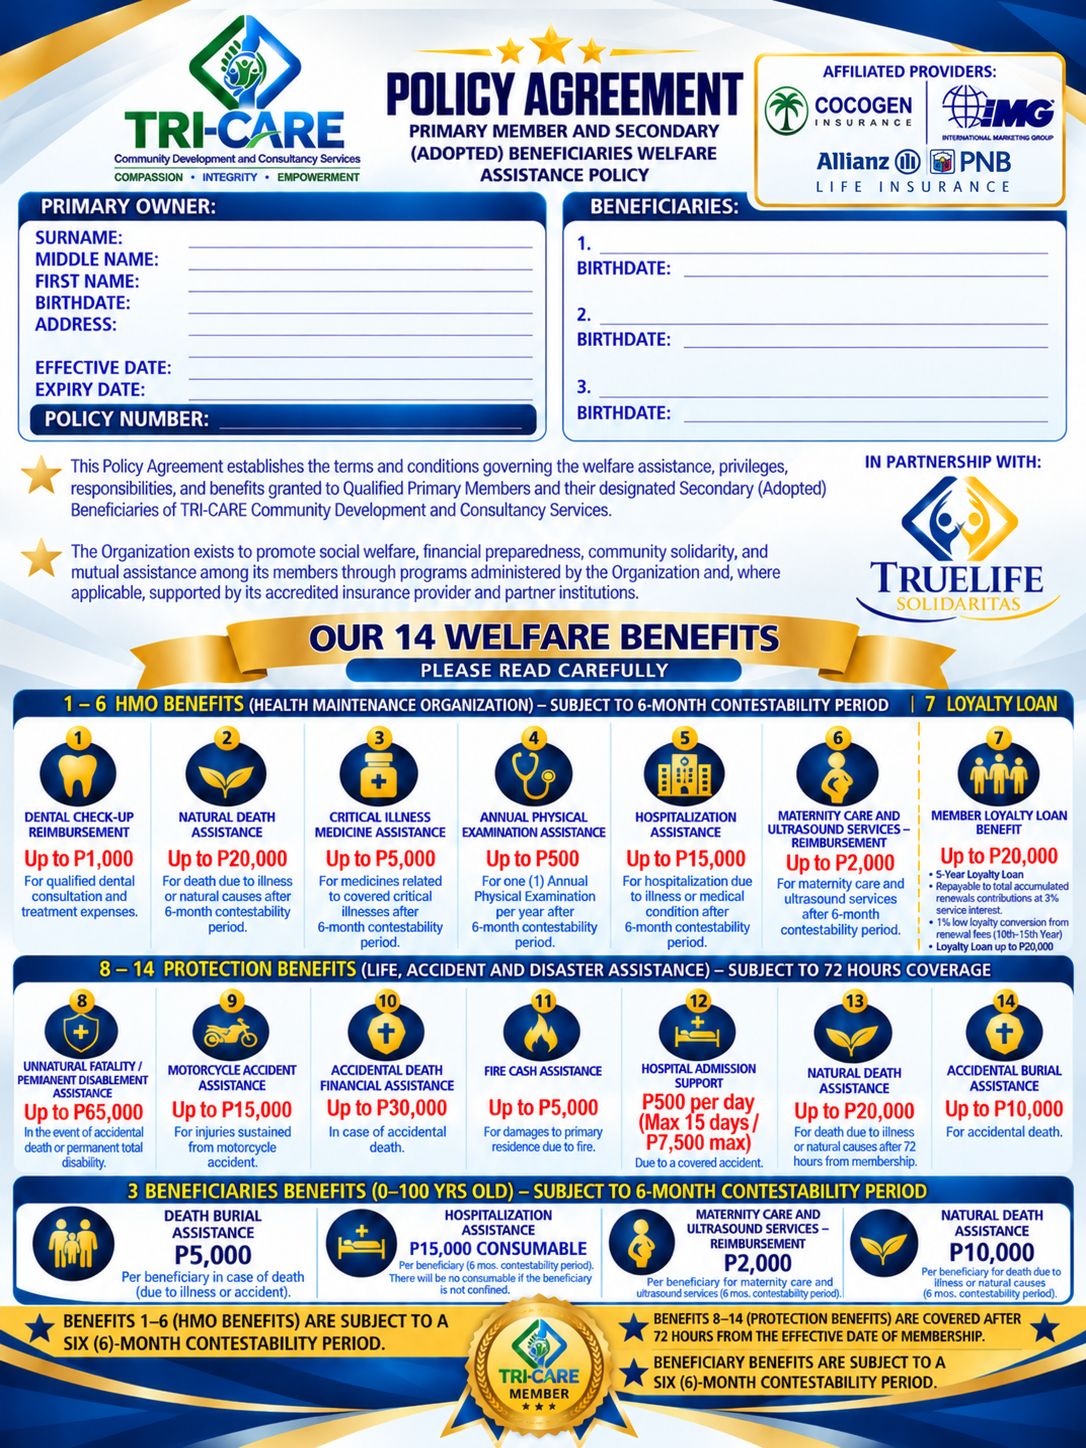 TRI-CARE
Community Development and Consultancy Services
COMPASSION • INTEGRITY • EMPOWERMENT
POLICY AGREEMENT
PRIMARY MEMBER AND SECONDARY
(ADOPTED) BENEFICIARIES WELFARE
ASSISTANCE POLICY
AFFILIATED PROVIDERS:
COCOGEN
INSURANCE
IMG
INTERNATIONAL MARKETING GROUP
Allianz PNB
LIFE INSURANCE
PRIMARY OWNER:
SURNAME:
MIDDLE NAME:
FIRST NAME:
BIRTHDATE:
ADDRESS:
EFFECTIVE DATE:
EXPIRY DATE:
POLICY NUMBER:
BENEFICIARIES:
1.
BIRTHDATE:
2.
BIRTHDATE:
3.
BIRTHDATE:
This Policy Agreement establishes the terms and conditions governing the welfare assistance, privileges,
responsibilities, and benefits granted to Qualified Primary Members and their designated Secondary (Adopted)
Beneficiaries of TRI-CARE Community Development and Consultancy Services.
The Organization exists to promote social welfare, financial preparedness, community solidarity, and
mutual assistance among its members through programs administered by the Organization and, where
applicable, supported by its accredited insurance provider and partner institutions.
IN PARTNERSHIP WITH:
TRUELIFE
SOLIDARITAS
OUR 14 WELFARE BENEFITS
PLEASE READ CAREFULLY
1 – 6 HMO BENEFITS (HEALTH MAINTENANCE ORGANIZATION) – SUBJECT TO 6-MONTH CONTESTABILITY PERIOD | 7 LOYALTY LOAN
1
DENTAL CHECK-UP
REIMBURSEMENT
Up to P1,000
For qualified dental
consultation and
treatment expenses.
2
NATURAL DEATH
ASSISTANCE
Up to P20,000
For death due to illness
or natural causes after
6-month contestability
period.
3
CRITICAL ILLNESS
MEDICINE ASSISTANCE
Up to P5,000
For medicines related
to covered critical
illnesses after
6-month contestability
period.
4
ANNUAL PHYSICAL
EXAMINATION ASSISTANCE
Up to P500
For one (1) Annual
Physical Examination
per year after
6-month contestability
period.
5
HOSPITALIZATION
ASSISTANCE
Up to P15,000
For hospitalization due
to illness or medical
condition after
6-month contestability
period.
6
MATERNITY CARE AND
ULTRASOUND SERVICES –
REIMBURSEMENT
Up to P2,000
For maternity care and
ultrasound services
after 6-month
contestability period.
7
MEMBER LOYALTY LOAN
BENEFIT
Up to P20,000
• 5-Year Loyalty Loan
• Repayable to total accumulated
renewals contributions at 3%
service interest.
• 1% low loyalty conversion from
renewal fees (10th–15th Year)
• Loyalty Loan up to P20,000
8 – 14 PROTECTION BENEFITS (LIFE, ACCIDENT AND DISASTER ASSISTANCE) – SUBJECT TO 72 HOURS COVERAGE
8
UNNATURAL FATALITY /
PEMIANENT DISABLEMENT
ASSISTANCE
Up to P65,000
In the event of accidental
death or permanent total
disability.
9
MOTORCYCLE ACCIDENT
ASSISTANCE
Up to P15,000
For injuries sustained
from motorcycle
accident.
10
ACCIDENTAL DEATH
FINANCIAL ASSISTANCE
Up to P30,000
In case of accidental
death.
11
FIRE CASH ASSISTANCE
Up to P5,000
For damages to primary
residence due to fire.
12
HOSPITAL ADMISSION
SUPPORT
P500 per day
(Max 15 days /
P7,500 max)
Due to a covered accident.
13
NATURAL DEATH
ASSISTANCE
Up to P20,000
For death due to illness
or natural causes after 72
hours from membership.
14
ACCIDENTAL BURIAL
ASSISTANCE
Up to P10,000
For accidental death.
3 BENEFICIARIES BENEFITS (0–100 YRS OLD) – SUBJECT TO 6-MONTH CONTESTABILITY PERIOD
DEATH BURIAL
ASSISTANCE
P5,000
Per beneficiary in case of death
(due to illness or accident).
HOSPITALIZATION
ASSISTANCE
P15,000 CONSUMABLE
Per beneficiary (6 mos. contestability period).
There will be no consumable if the beneficiary
is not confined.
MATERNITY CARE AND
ULTRASOUND SERVICES –
REIMBURSEMENT
P2,000
Per beneficiary for maternity care and
ultrasound services (6 mos. contestability period).
NATURAL DEATH
ASSISTANCE
P10,000
Per beneficiary for death due to
illness or natural causes
(6 mos. contestability period).
BENEFITS 1–6 (HMO BENEFITS) ARE SUBJECT TO A
SIX (6)-MONTH CONTESTABILITY PERIOD.
TRI-CARE
MEMBER
BENEFITS 8–14 (PROTECTION BENEFITS) ARE COVERED AFTER
72 HOURS FROM THE EFFECTIVE DATE OF MEMBERSHIP.
BENEFICIARY BENEFITS ARE SUBJECT TO A
SIX (6)-MONTH CONTESTABILITY PERIOD.